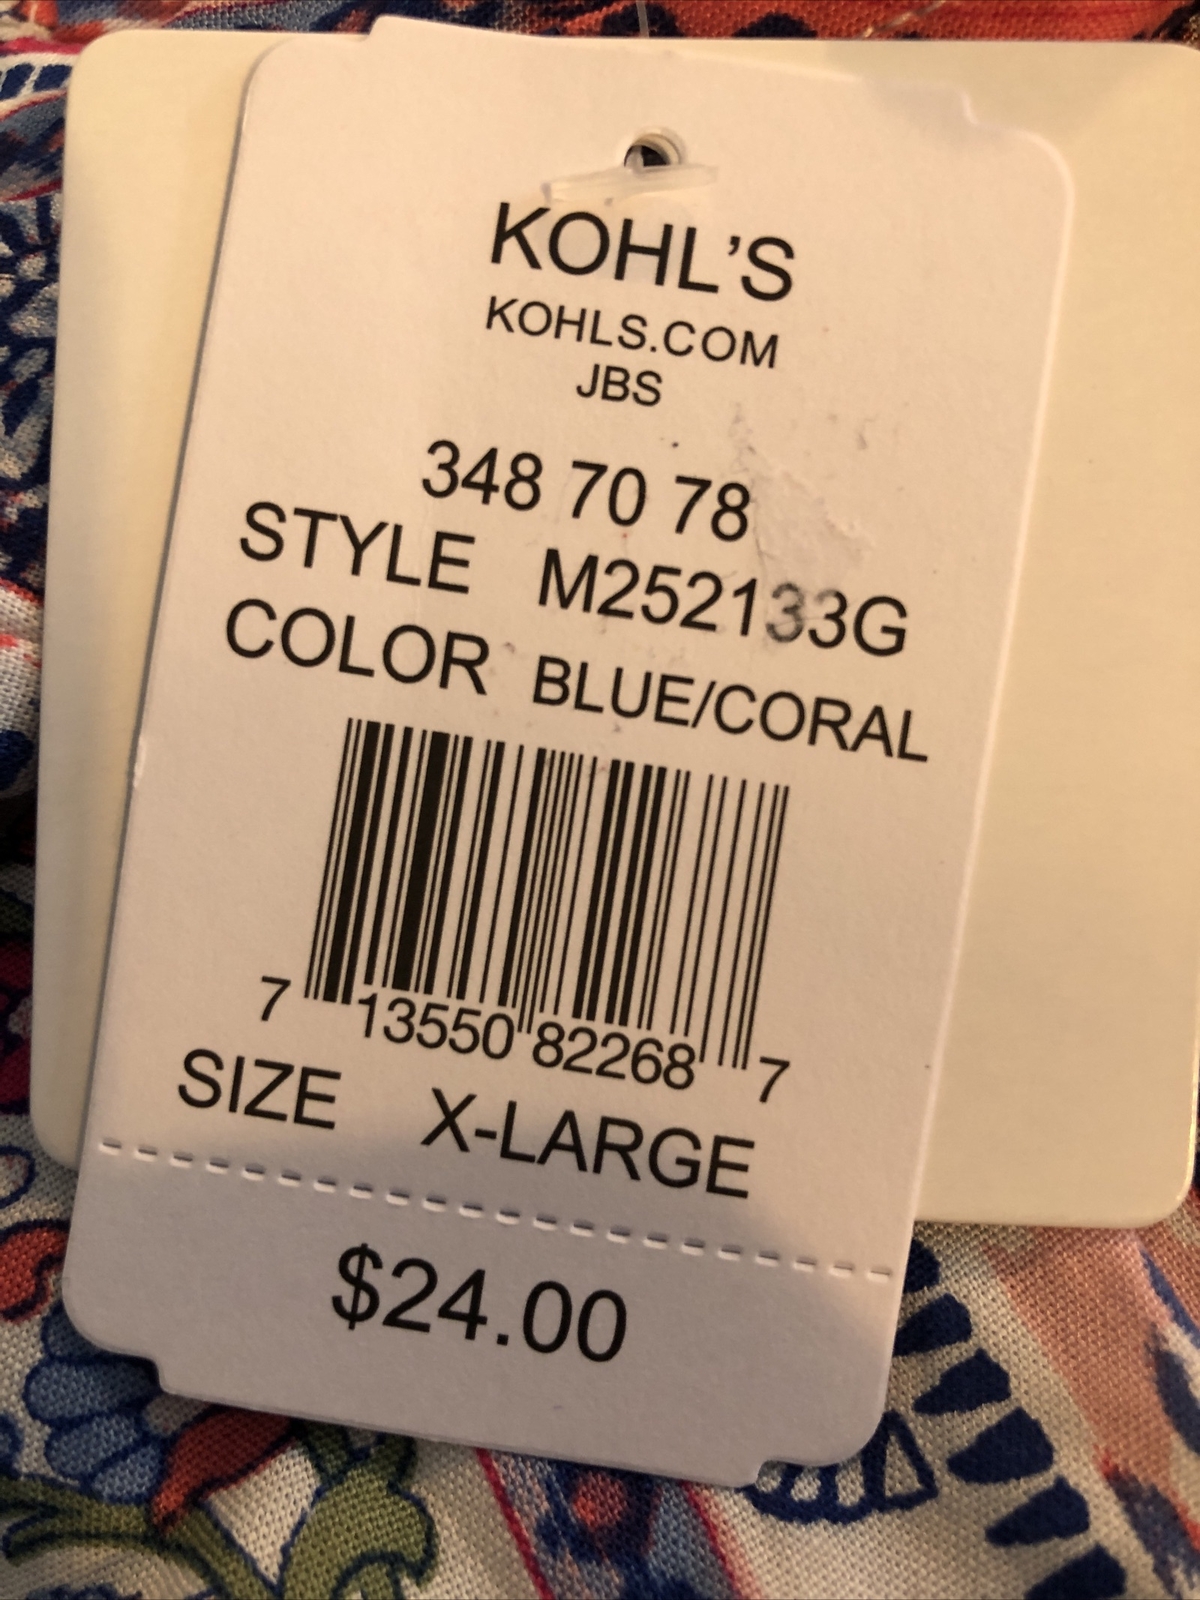 KOHL'S
KOHLS.COM
JBS
348 70 78
STYLE M252133G
COLOR BLUE/CORAL
7 13550 82268 7
SIZE X-LARGE
$24.00